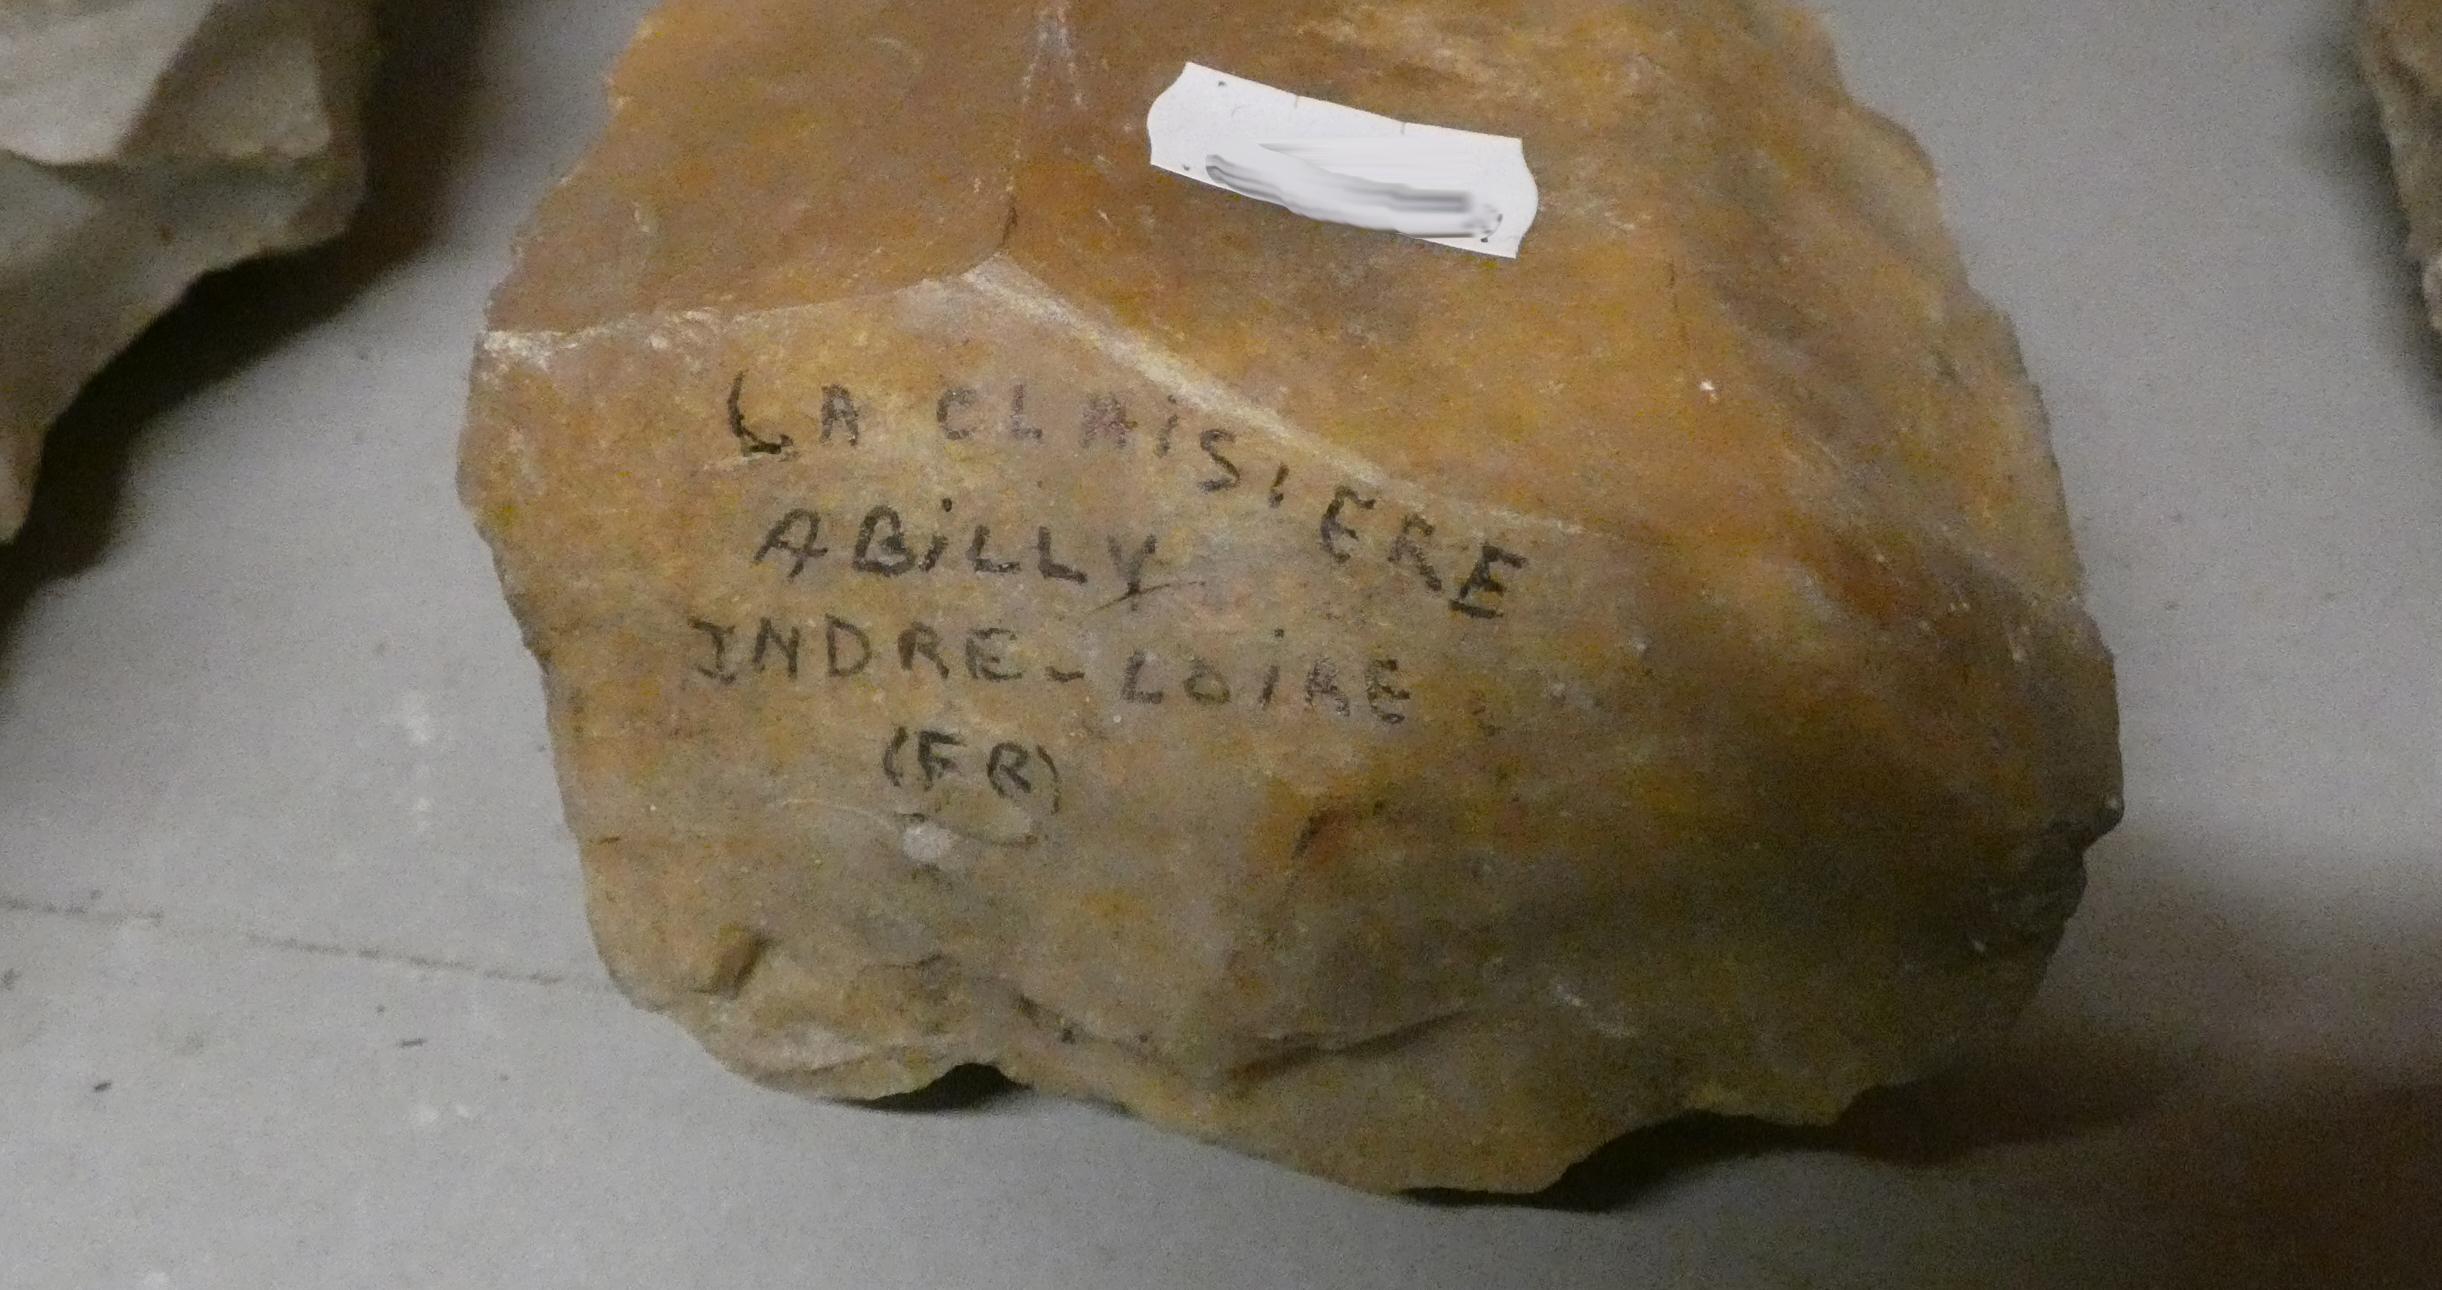 LA CLAiSiERE
ABiLLY
INDRE-LOiRE
(FR)